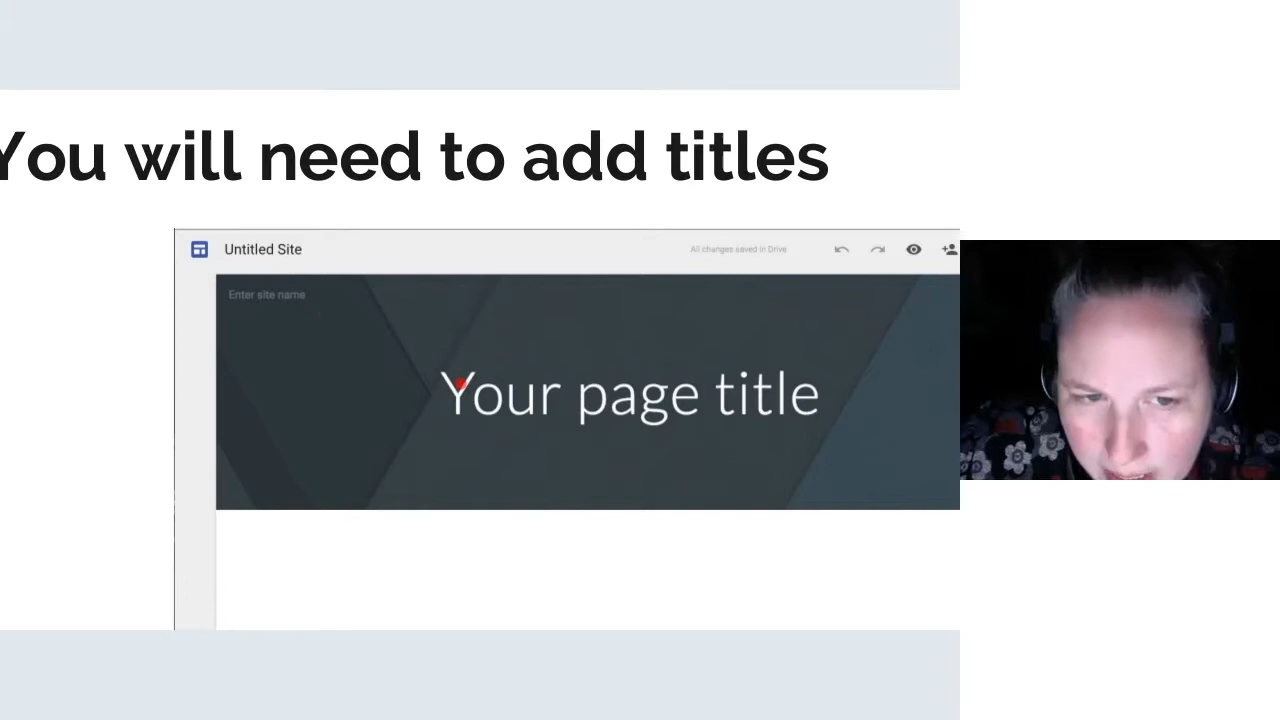 You will need to add titles
Untitled Site
All changes saved in Drive
Enter site name
Your page title